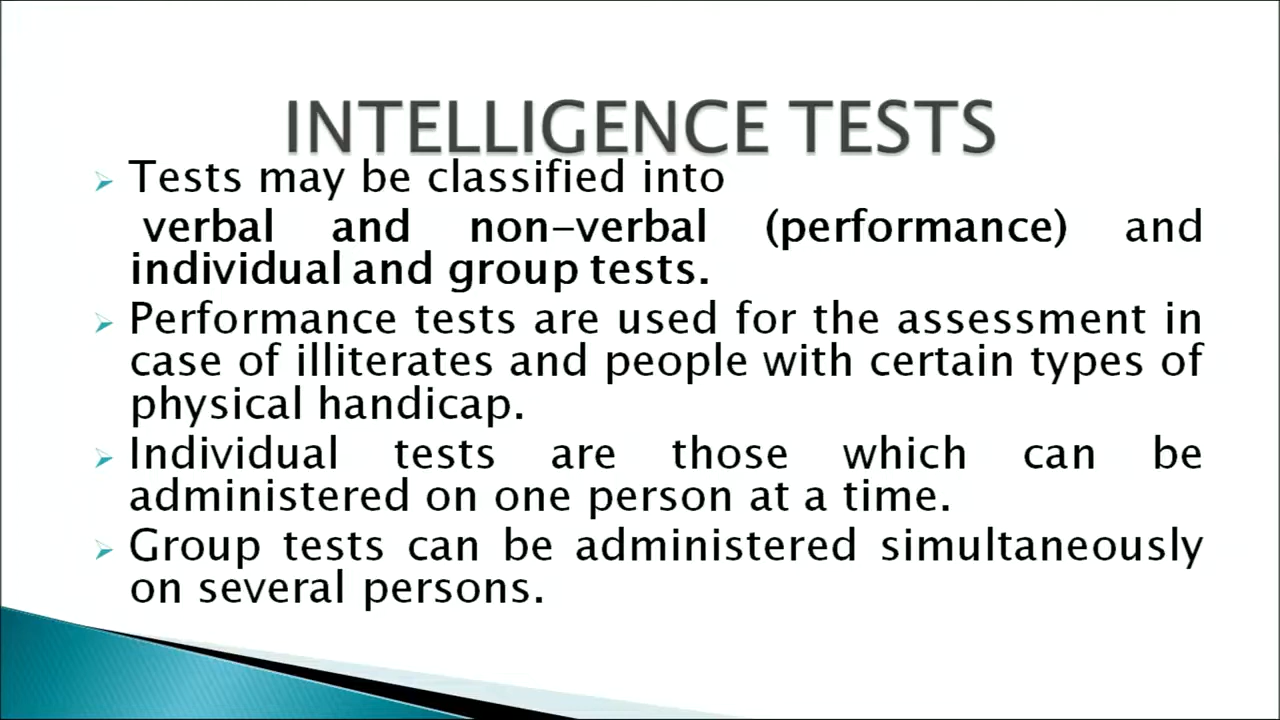 INTELLIGENCE TESTS
Tests may be classified into
verbal and non-verbal (performance) and
individual and group tests.
Performance tests are used for the assessment in
case of illiterates and people with certain types of
physical handicap.
Individual tests are those which can be
administered on one person at a time.
Group tests can be administered simultaneously
on several persons.